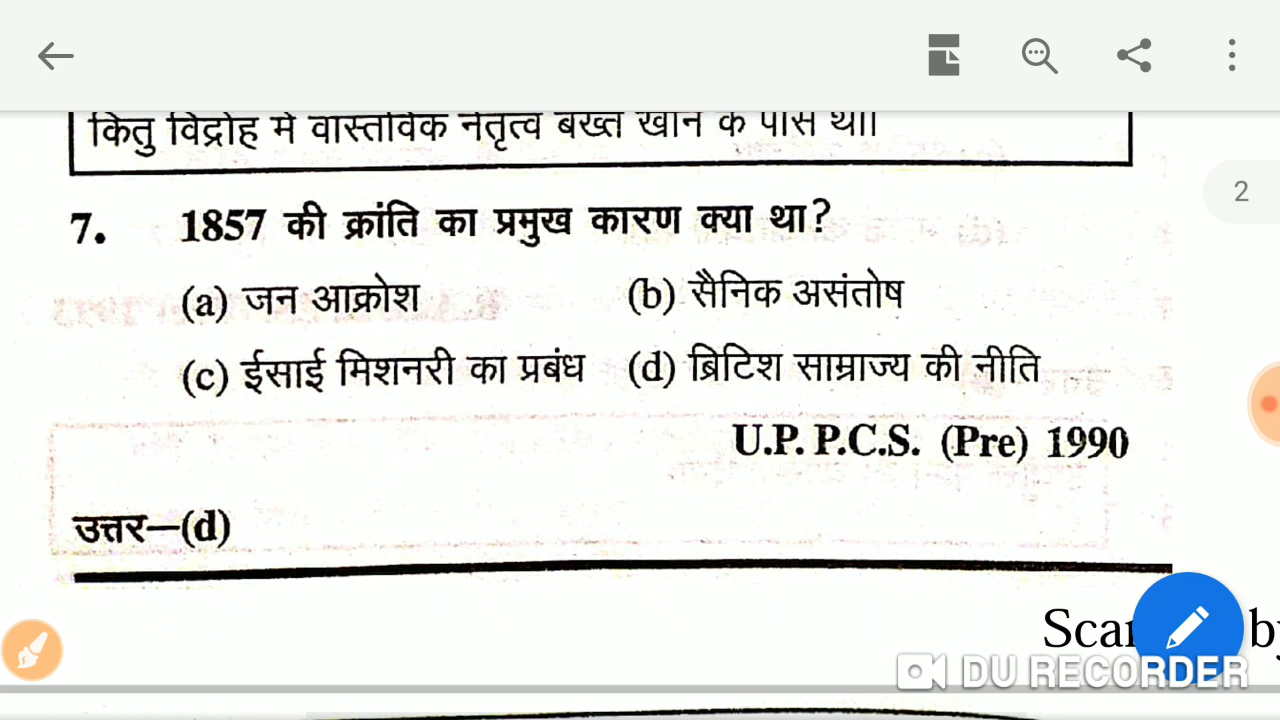 2
किंतु विद्रोह में वास्तविक नेतृत्व बख्त खान के पास था।
7. 1857 की क्रांति का प्रमुख कारण क्या था?
(a) जन आक्रोश (b) सैनिक असंतोष
(c) ईसाई मिशनरी का प्रबंध (d) ब्रिटिश साम्राज्य की नीति
U.P. P.C.S. (Pre) 1990
उत्तर—(d)
DU RECORDER